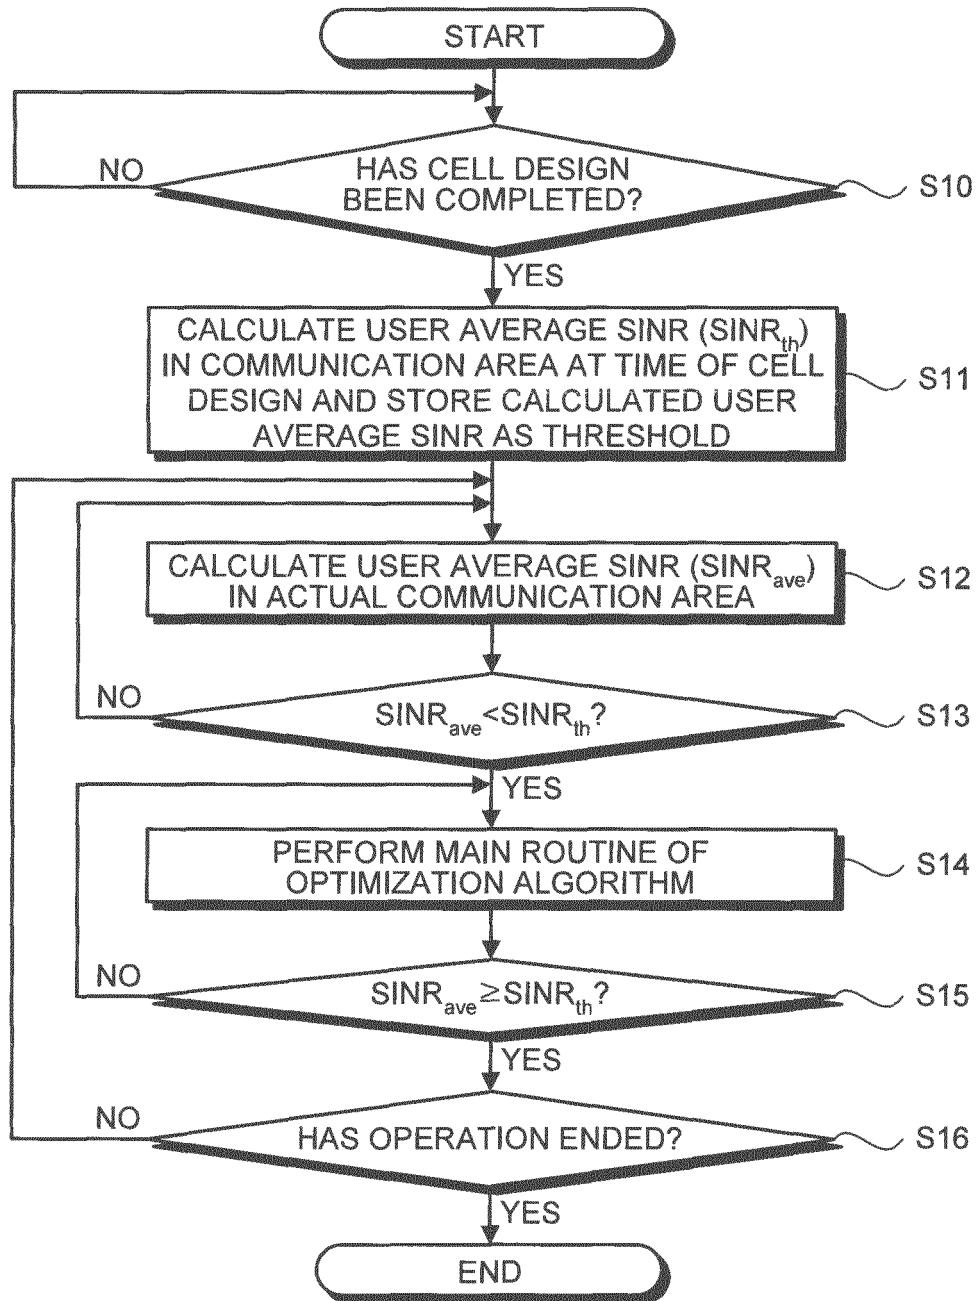 START
HAS CELL DESIGN
BEEN COMPLETED?
NO
S10
YES
CALCULATE USER AVERAGE SINR (SINRth)
IN COMMUNICATION AREA AT TIME OF CELL
DESIGN AND STORE CALCULATED USER
AVERAGE SINR AS THRESHOLD
S11
CALCULATE USER AVERAGE SINR (SINRave)
IN ACTUAL COMMUNICATION AREA
S12
NO
SINRave<SINRth?
S13
YES
PERFORM MAIN ROUTINE OF
OPTIMIZATION ALGORITHM
S14
NO
SINRave≥SINRth?
S15
YES
NO
HAS OPERATION ENDED?
S16
YES
END